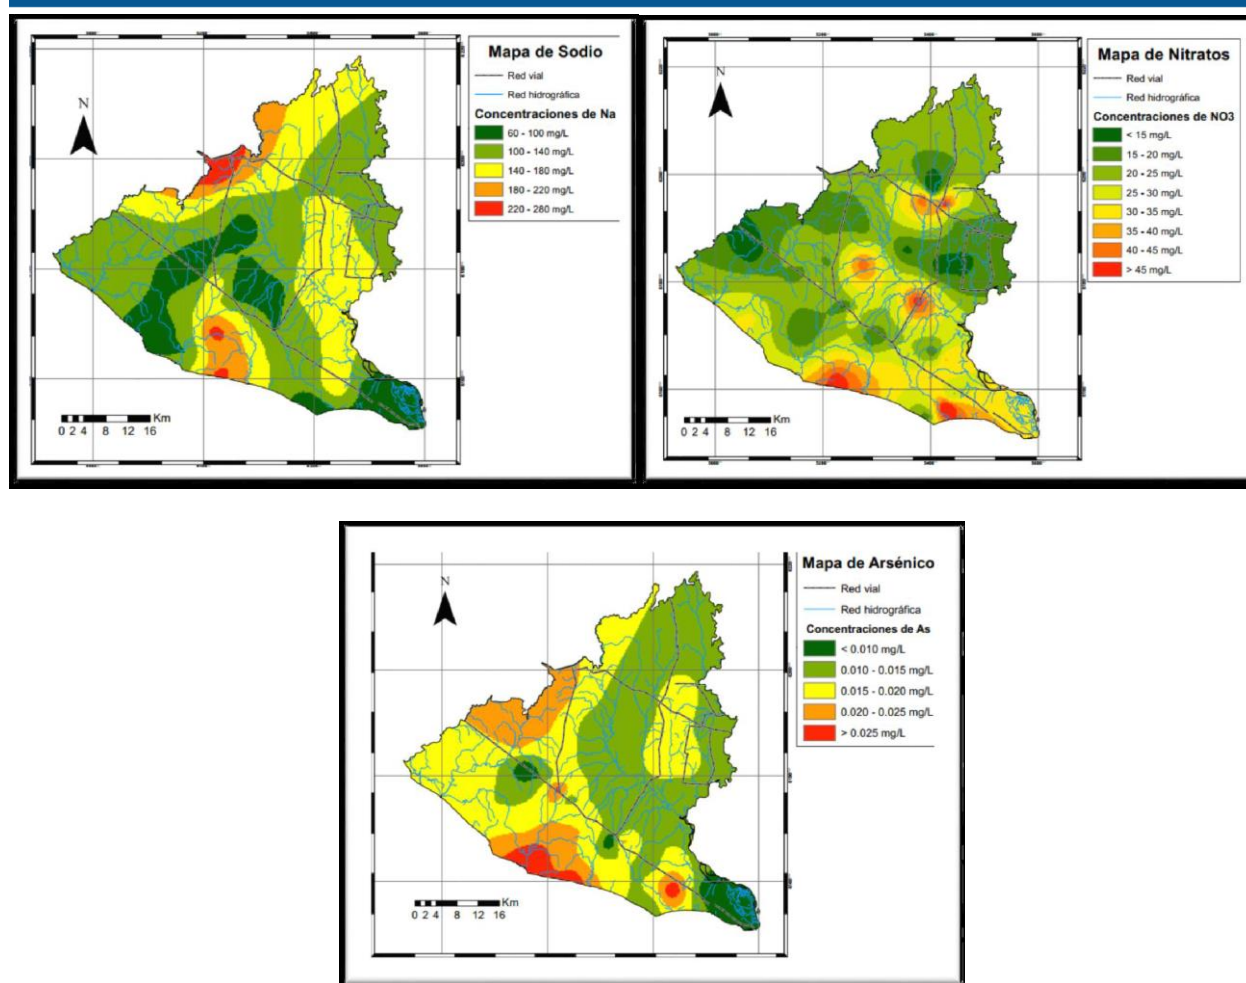 Mapa de Sodio
Red vial
Red hidrográfica
Concentraciones de Na
60 - 100 mg/L
100 - 140 mg/L
140 - 180 mg/L
180 - 220 mg/L
220 - 280 mg/L
N
Km
0 2 4 8 12 16
Mapa de Nitratos
Red vial
Red hidrográfica
Concentraciones de NO3
< 15 mg/L
15 - 20 mg/L
20 - 25 mg/L
25 - 30 mg/L
30 - 35 mg/L
35 - 40 mg/L
40 - 45 mg/L
> 45 mg/L
N
Km
0 2 4 8 12 16
Mapa de Arsénico
Red vial
Red hidrográfica
Concentraciones de As
< 0.010 mg/L
0.010 - 0.015 mg/L
0.015 - 0.020 mg/L
0.020 - 0.025 mg/L
> 0.025 mg/L
N
Km
0 2 4 8 12 16